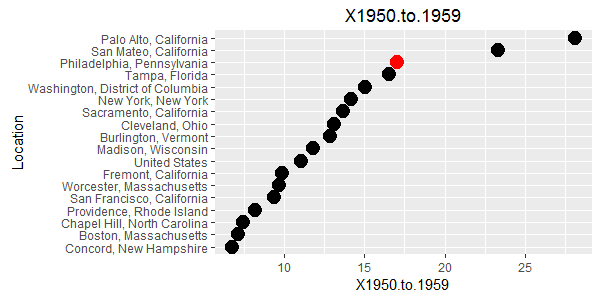 X1950.to.1959
Location
Palo Alto, California
San Mateo, California
Philadelphia, Pennsylvania
Tampa, Florida
Washington, District of Columbia
New York, New York
Sacramento, California
Cleveland, Ohio
Burlington, Vermont
Madison, Wisconsin
United States
Fremont, California
Worcester, Massachusetts
San Francisco, California
Providence, Rhode Island
Chapel Hill, North Carolina
Boston, Massachusetts
Concord, New Hampshire
10 15 20 25
X1950.to.1959